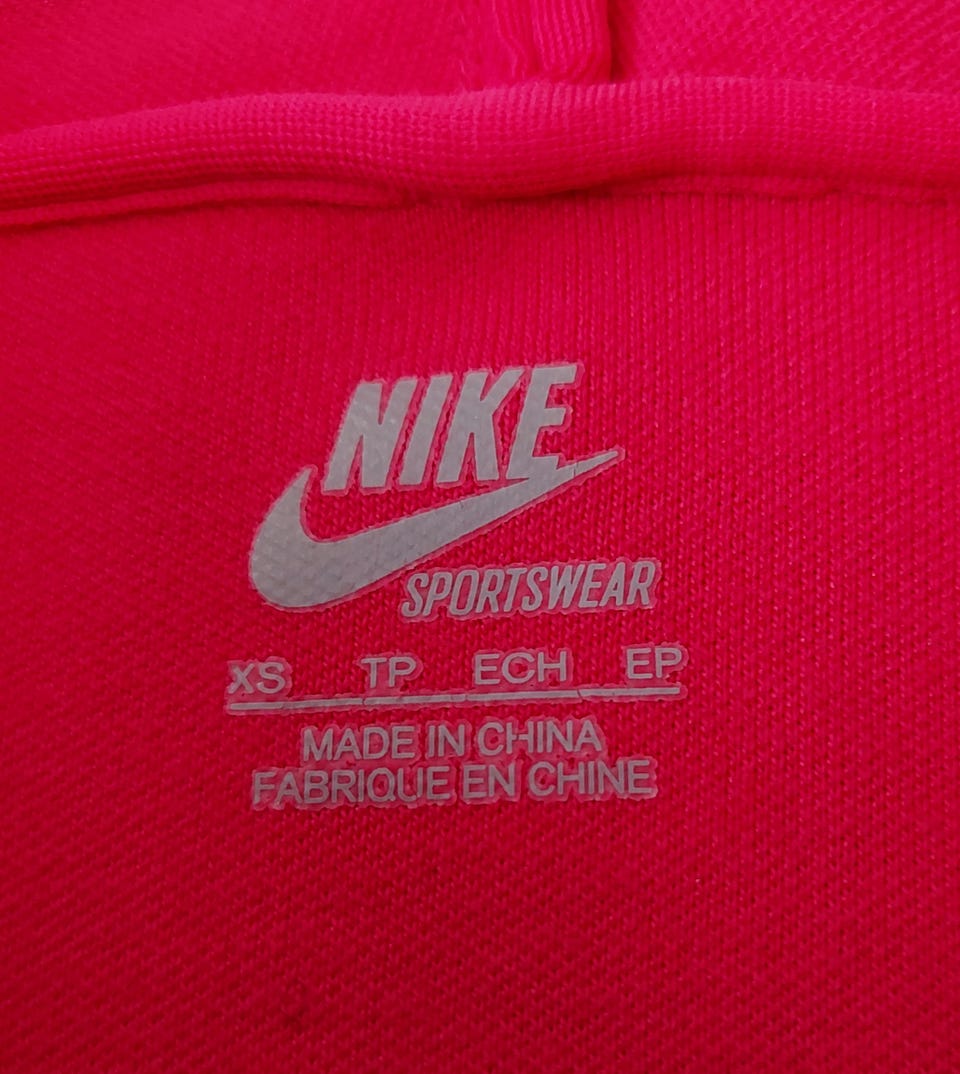 NIKE
SPORTSWEAR
XS TP ECH EP
MADE IN CHINA
FABRIQUE EN CHINE